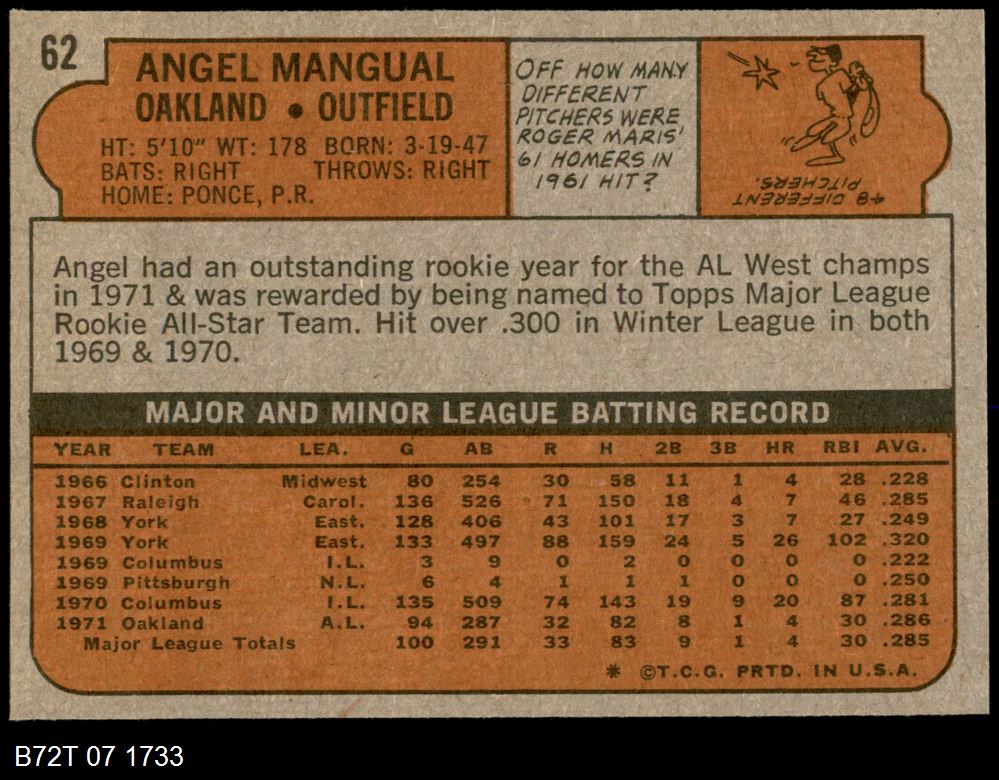 62
ANGEL MANGUAL
OAKLAND • OUTFIELD
HT: 5'10" WT: 178 BORN: 3-19-47
BATS: RIGHT THROWS: RIGHT
HOME: PONCE, P.R.
OFF HOW MANY
DIFFERENT
PITCHERS WERE
ROGER MARIS'
61 HOMERS IN
1961 HIT?
48 DIFFERENT
PITCHERS.
Angel had an outstanding rookie year for the AL West champs
in 1971 & was rewarded by being named to Topps Major League
Rookie All-Star Team. Hit over .300 in Winter League in both
1969 & 1970.
MAJOR AND MINOR LEAGUE BATTING RECORD
YEAR TEAM LEA. G AB R H 2B 3B HR RBI AVG.
1966 Clinton Midwest 80 254 30 58 11 1 4 28 .228
1967 Raleigh Carol. 136 526 71 150 18 4 7 46 .285
1968 York East. 128 406 43 101 17 3 7 27 .249
1969 York East. 133 497 88 159 24 5 26 102 .320
1969 Columbus I.L. 3 9 0 2 0 0 0 0 .222
1969 Pittsburgh N.L. 6 4 1 1 1 0 0 0 .250
1970 Columbus I.L. 135 509 74 143 19 9 20 87 .281
1971 Oakland A.L. 94 287 32 82 8 1 4 30 .286
Major League Totals 100 291 33 83 9 1 4 30 .285
* ©T.C.G. PRTD. IN U.S.A.
B72T 07 1733